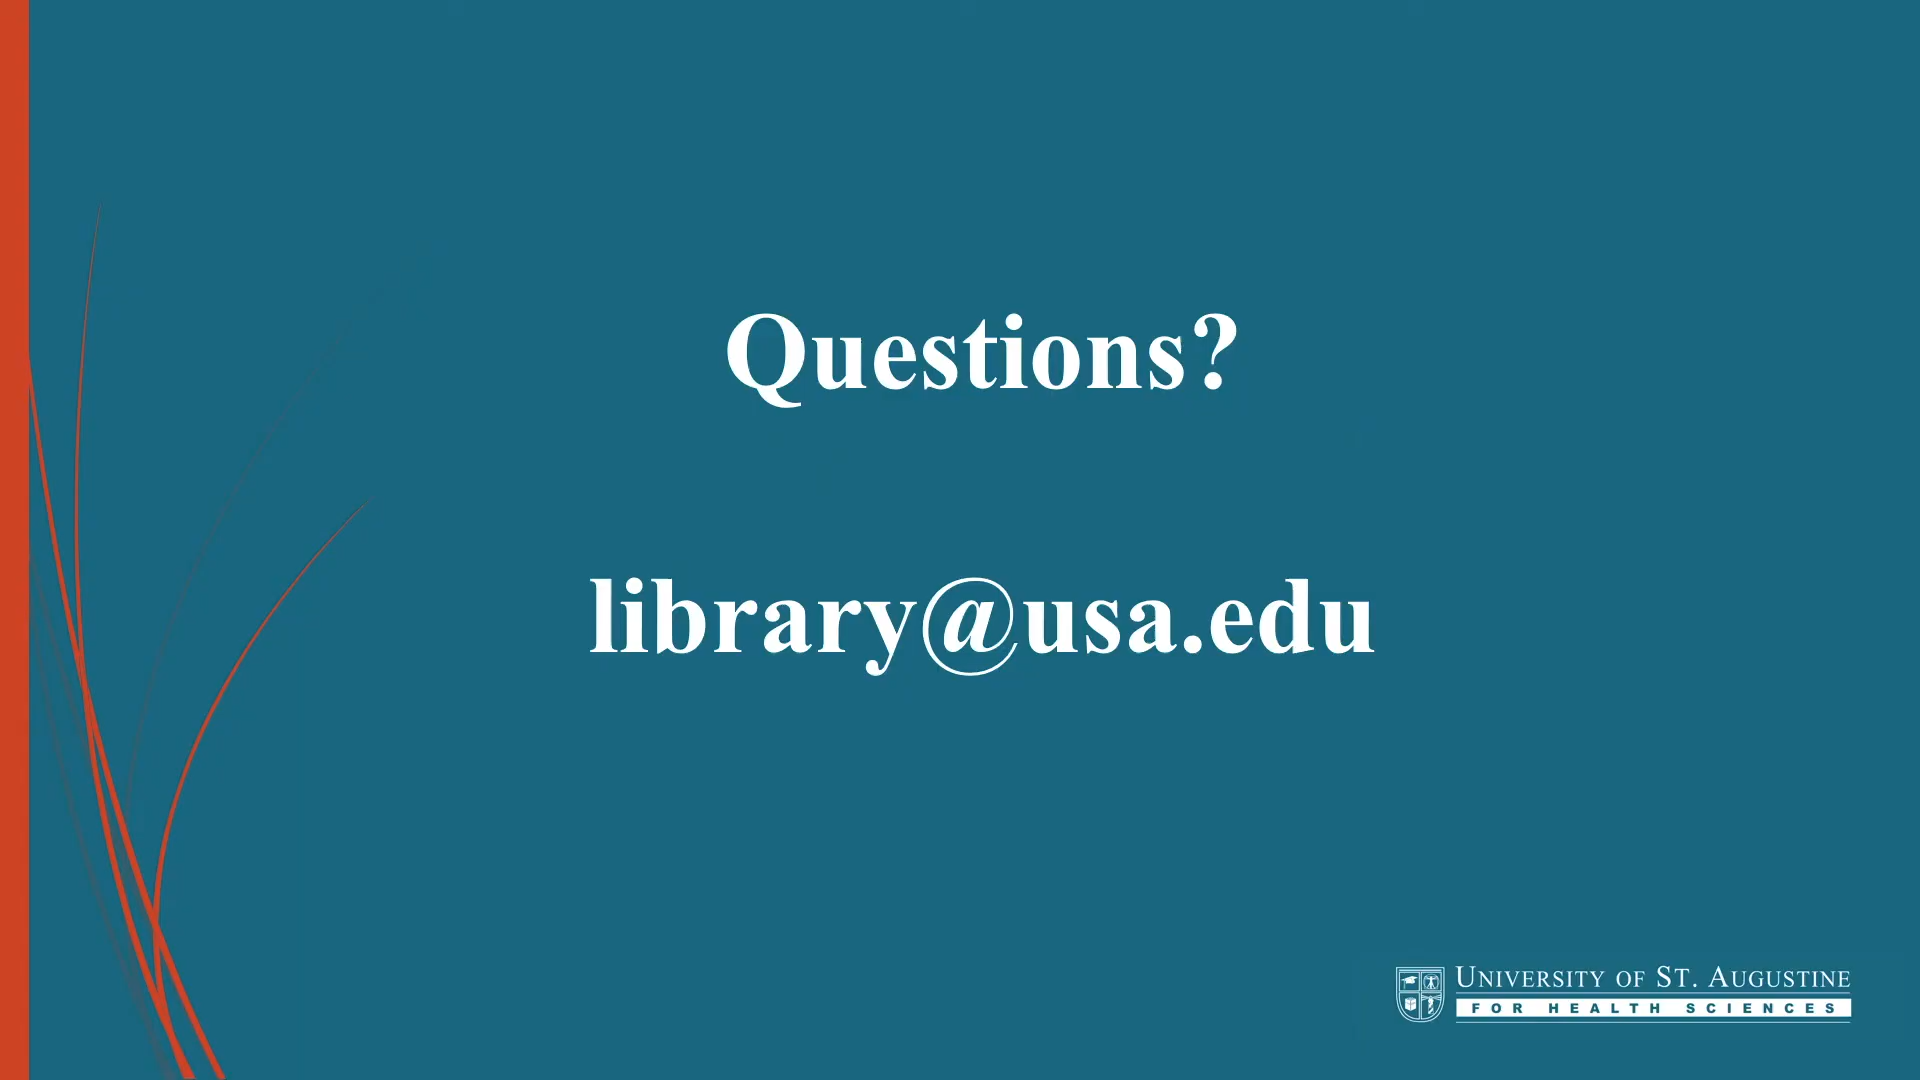 Questions?
library@usa.edu
UNIVERSITY OF ST. AUGUSTINE
FOR HEALTH SCIENCES